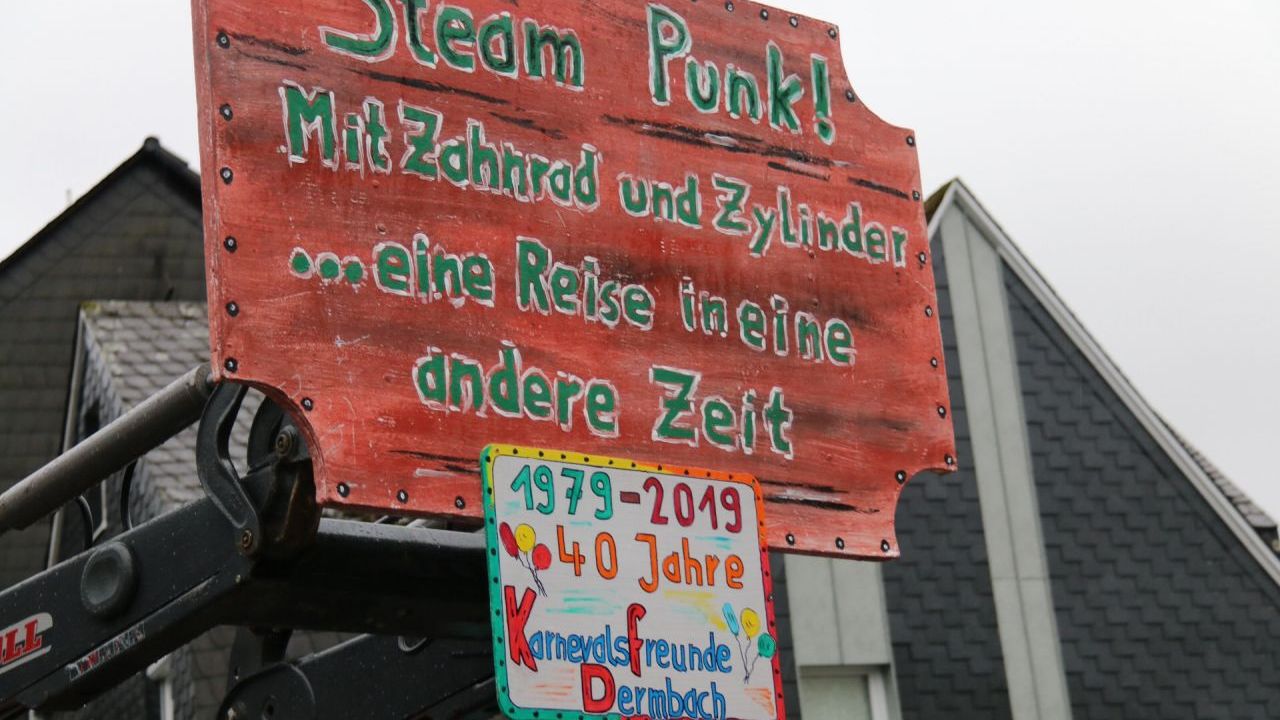 Steam Punk!
Mit Zahnrad und Zylinder
...eine Reise in eine
andere Zeit
1979-2019
40 Jahre
Karnevalsfreunde
Dermbach